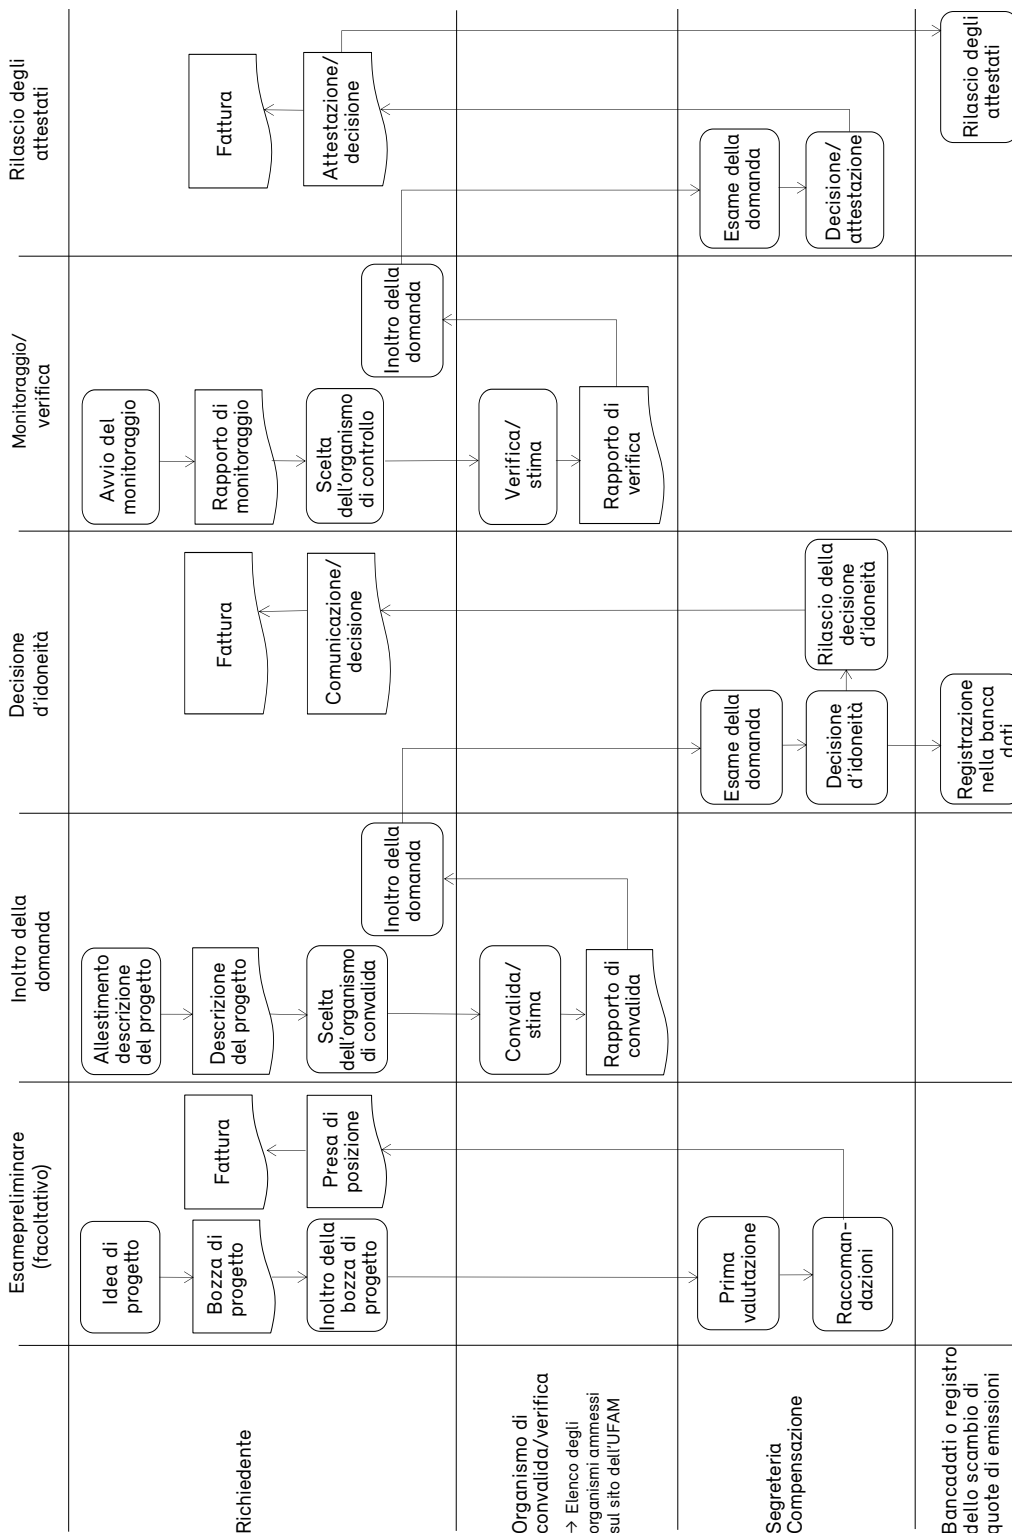 Esamepreliminare
(facoltativo)
Inoltro della
domanda
Decisione
d’idoneità
Monitoraggio/
verifica
Rilascio degli
attestati
Richiedente
Idea di
progetto
Bozza di
progetto
Inoltro della
bozza di
progetto
Fattura
Presa di
posizione
Allestimento
descrizione
del progetto
Descrizione
del progetto
Scelta
dell’organismo
di convalida
Inoltro della
domanda
Fattura
Comunicazione/
decisione
Avvio del
monitoraggio
Rapporto di
monitoraggio
Scelta
dell’organismo
di controllo
Inoltro della
domanda
Fattura
Attestazione/
decisione
Organismo di
convalida/verifica
→ Elenco degli
organismi ammessi
sul sito dell’UFAM
Convalida/
stima
Rapporto di
convalida
Verifica/
stima
Rapporto di
verifica
Segreteria
Compensazione
Prima
valutazione
Raccoman-
dazioni
Esame della
domanda
Decisione
d’idoneità
Rilascio della
decisione
d’idoneità
Esame della
domanda
Decisione/
attestazione
Bancadati o registro
dello scambio di
quote di emissioni
Registrazione
nella banca
dati
Rilascio degli
attestati